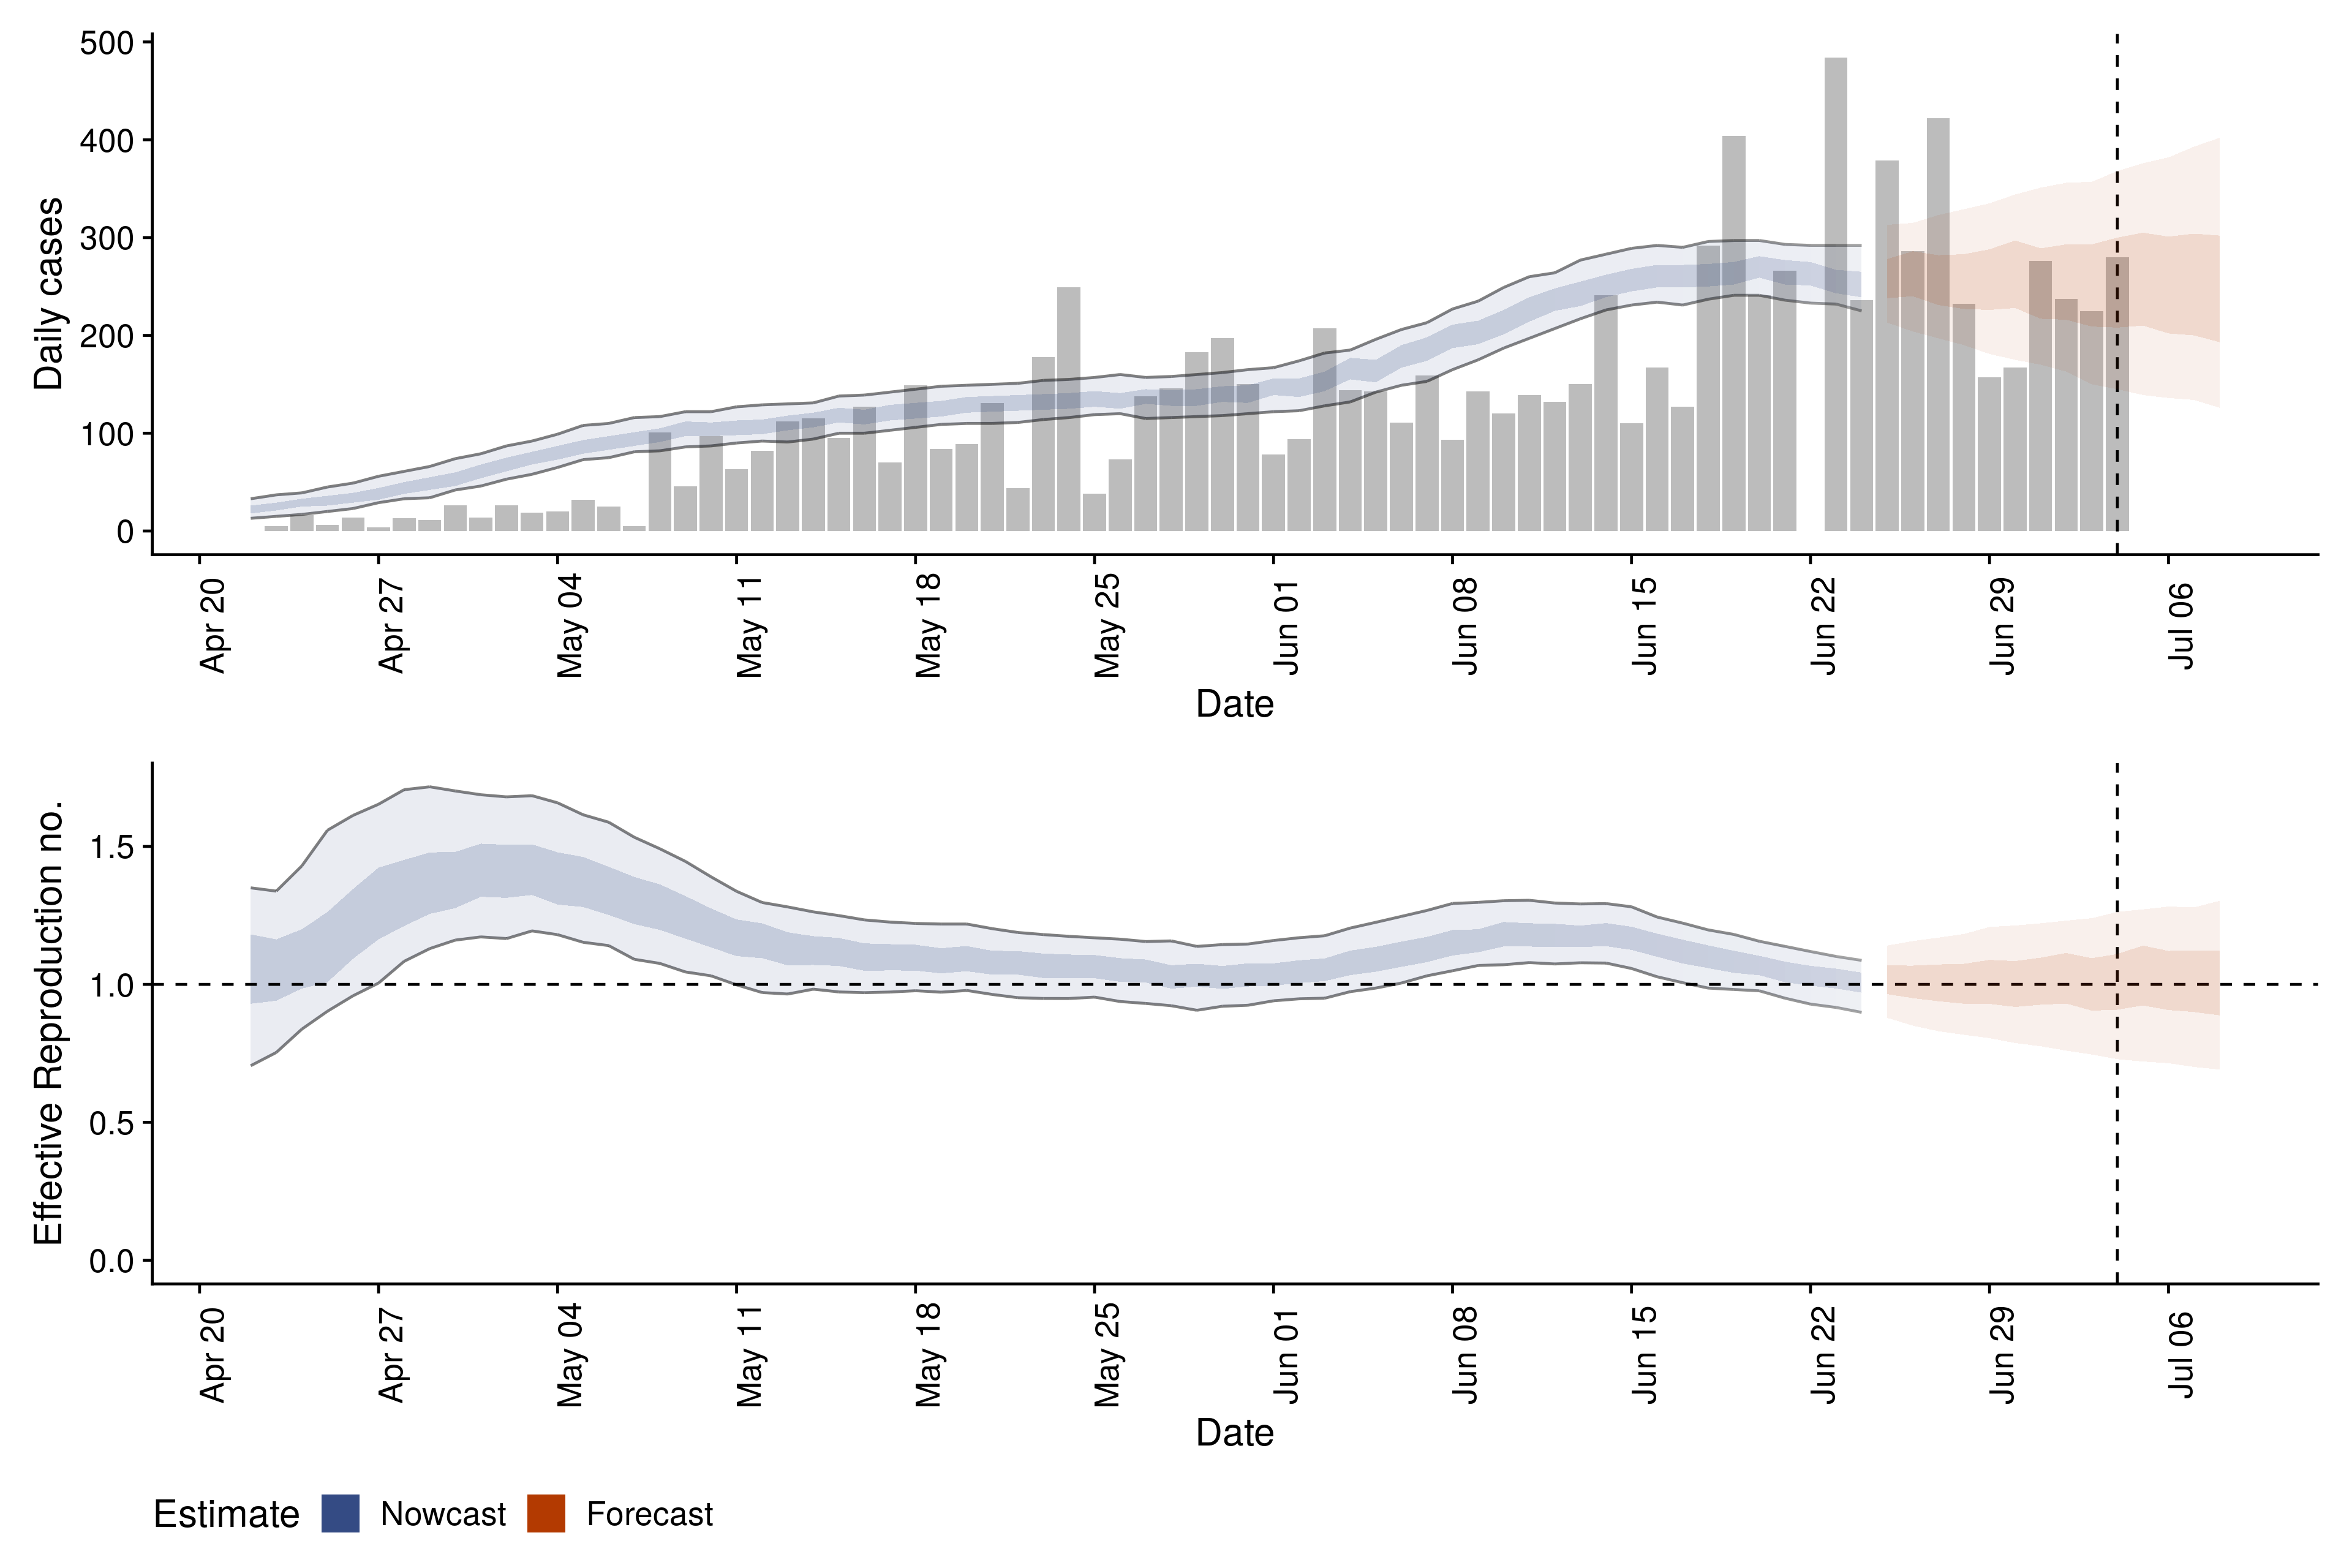 Daily cases
500
400
300
200
100
0
Apr 20 Apr 27 May 04 May 11 May 18 May 25 Jun 01 Jun 08 Jun 15 Jun 22 Jun 29 Jul 06
Date
Effective Reproduction no.
1.5
1.0
0.5
0.0
Apr 20 Apr 27 May 04 May 11 May 18 May 25 Jun 01 Jun 08 Jun 15 Jun 22 Jun 29 Jul 06
Date
Estimate Nowcast Forecast